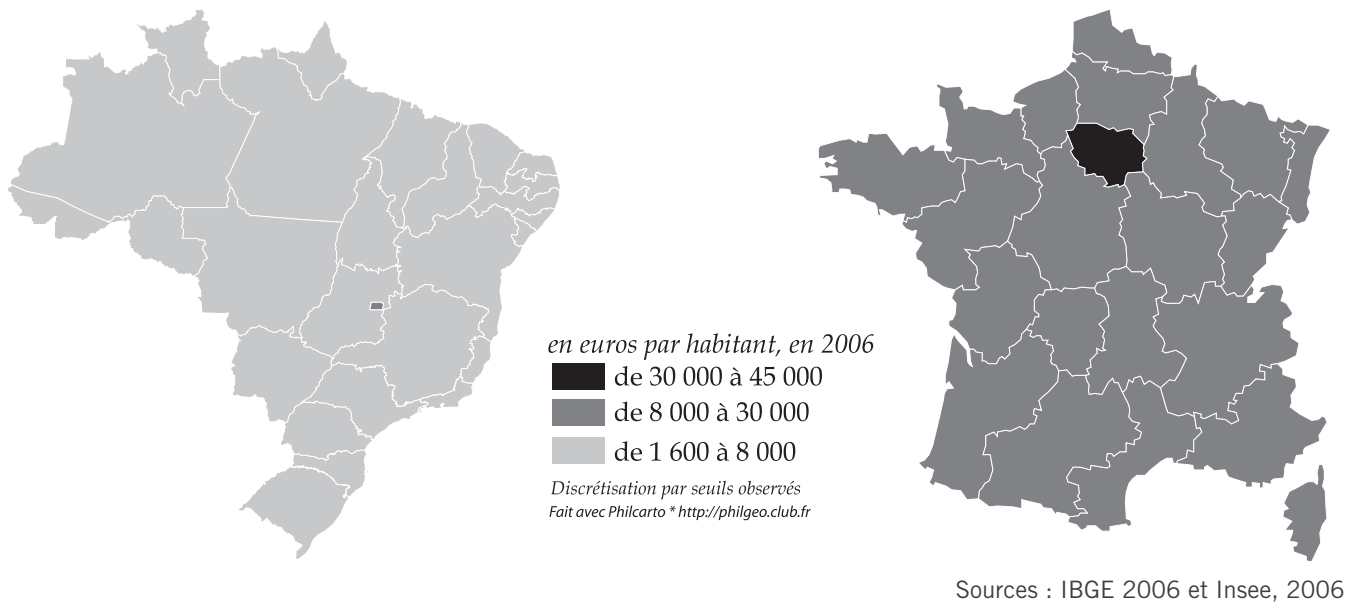 en euros par habitant, en 2006
de 30 000 à 45 000
de 8 000 à 30 000
de 1 600 à 8 000
Discrétisation par seuils observés
Fait avec Philcarto * http://philgeo.club.fr
Sources : IBGE 2006 et Insee, 2006